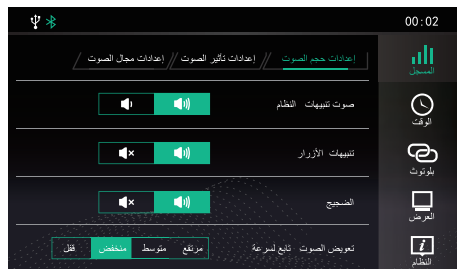 00:02
إعدادات حجم الصوت // إعدادات تأثير الصوت // إعدادات مجال الصوت /
صوت تنبيهات النظام
تنبيهات الأزرار
الضجيج
تعويض الصوت تابع لسرعة
مرتفع متوسط منخفض قفل
المسجل
الوقت
بلوتوث
العرض
النظام